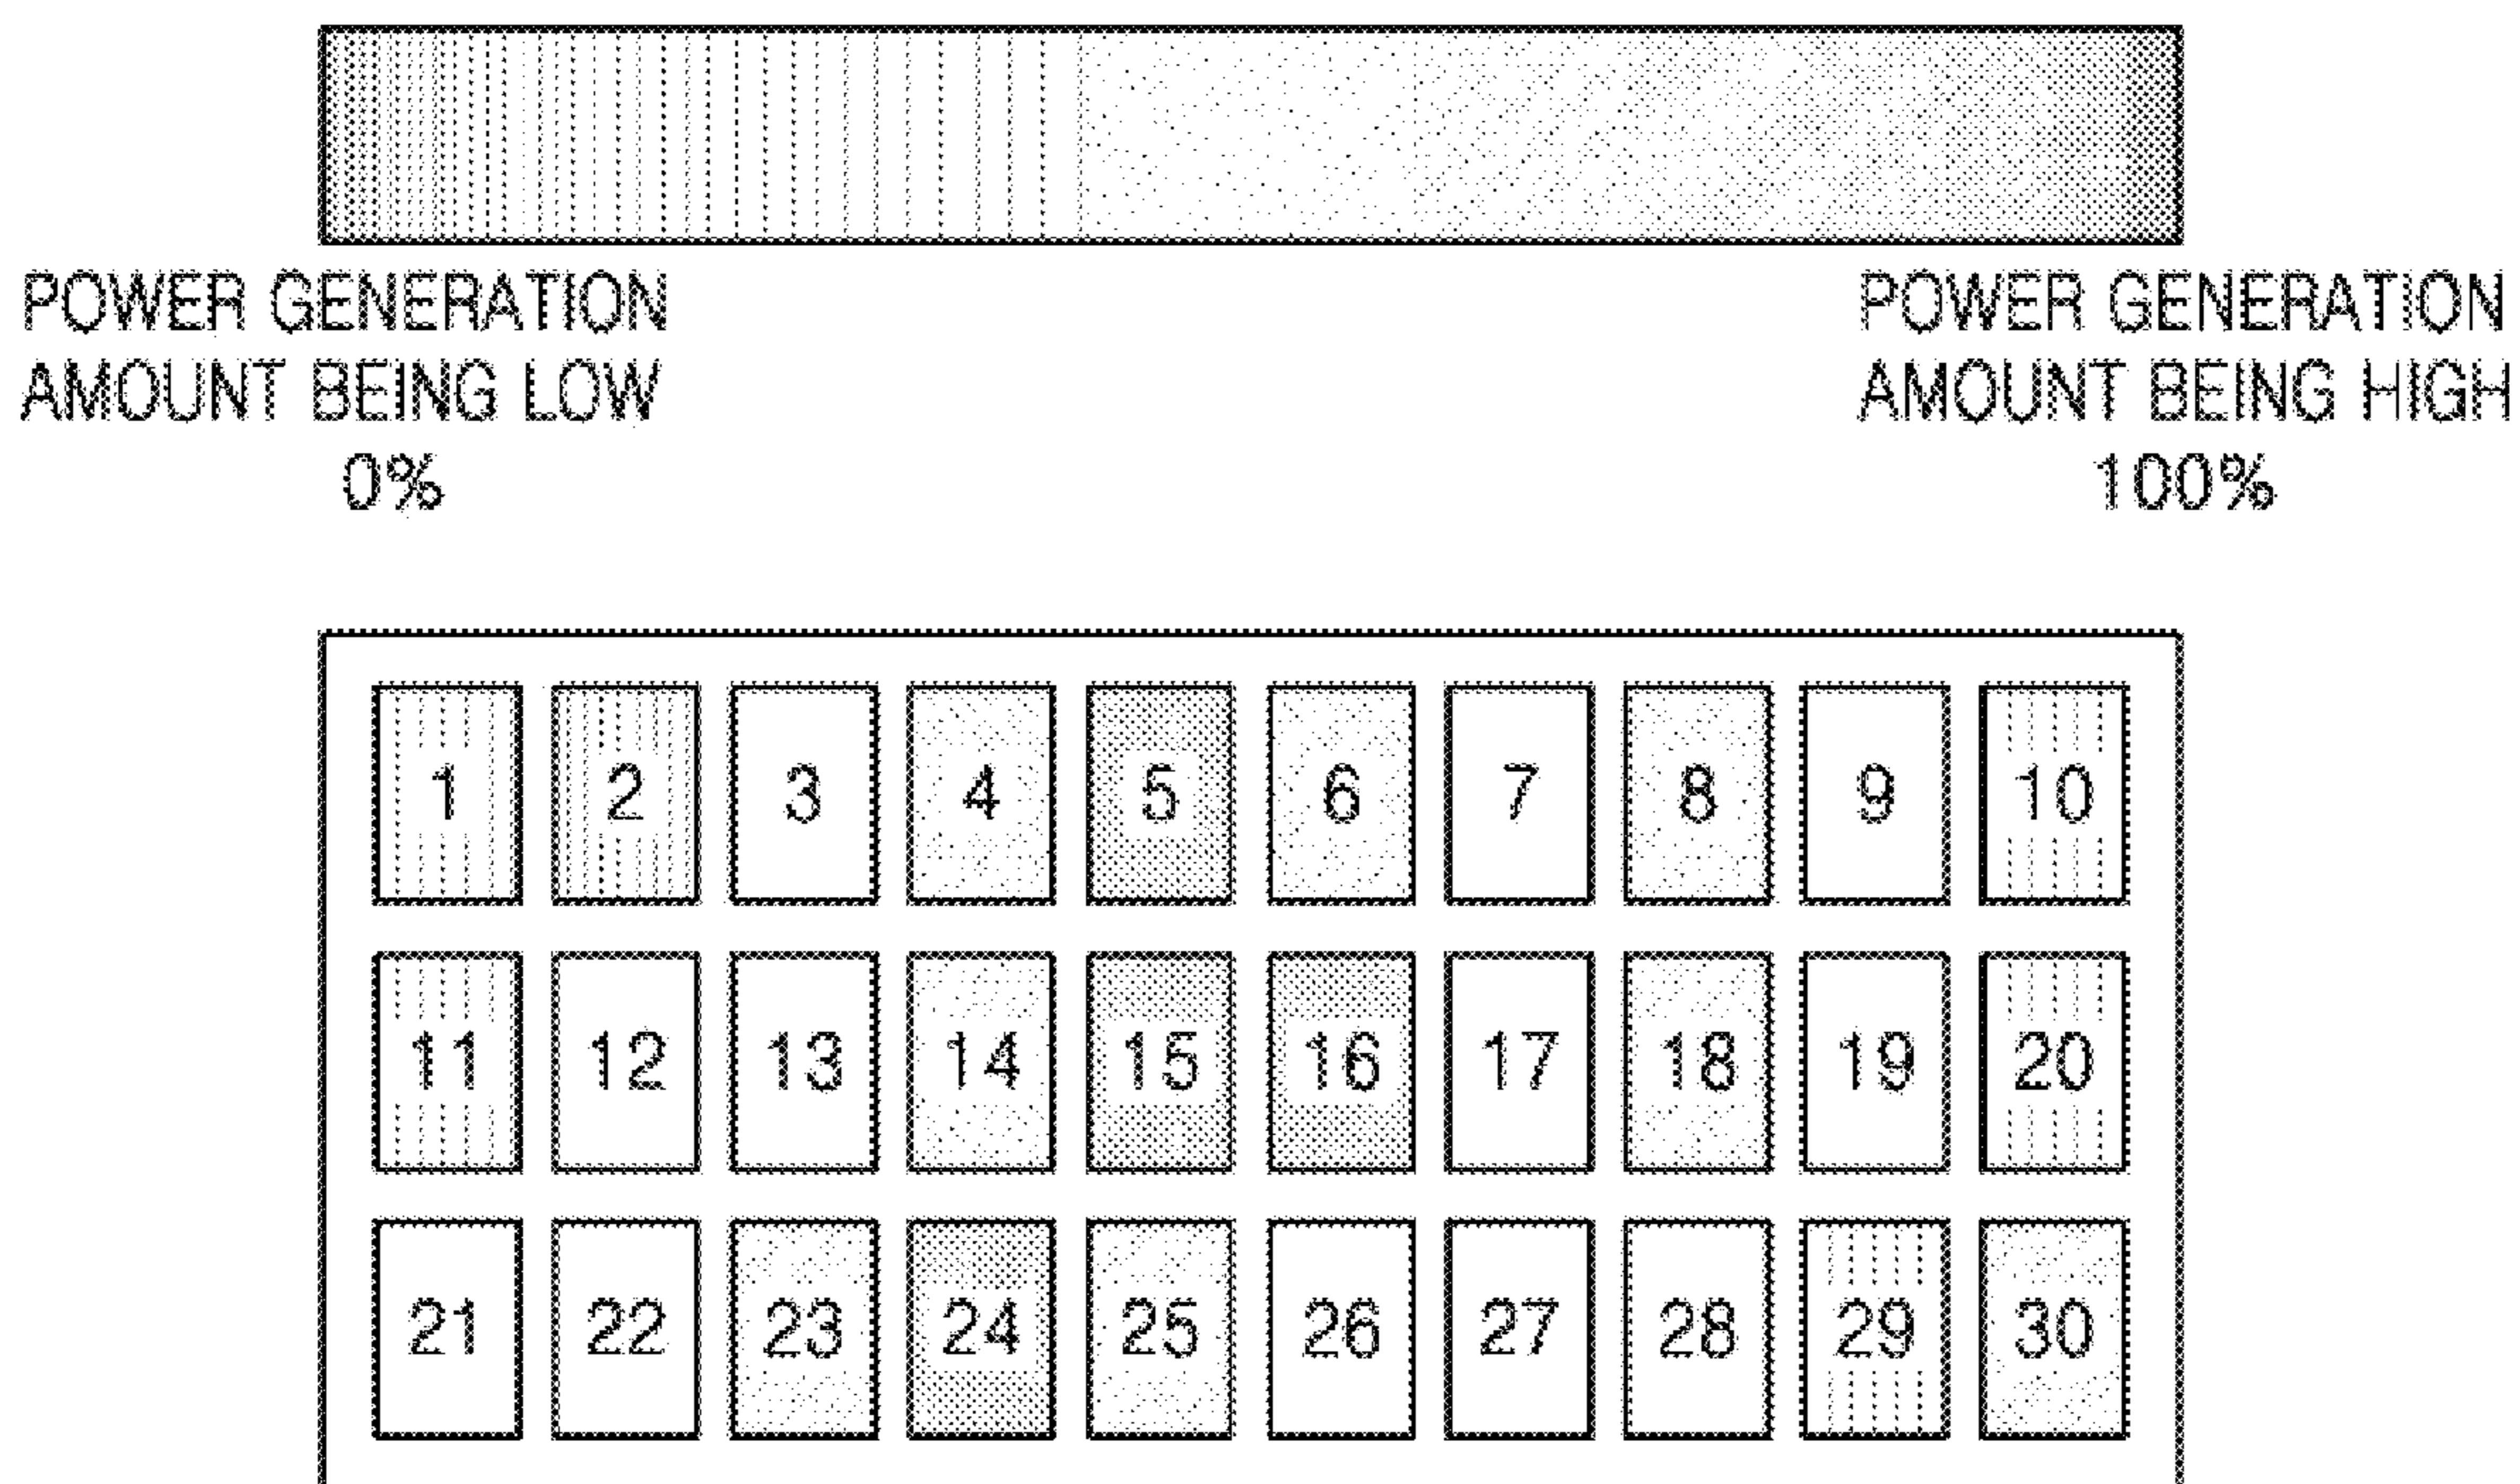 POWER GENERATION
AMOUNT BEING LOW
0%
POWER GENERATION
AMOUNT BEING HIGH
100%
1 2 3 4 5 6 7 8 9 10
11 12 13 14 15 16 17 18 19 20
21 22 23 24 25 26 27 28 29 30